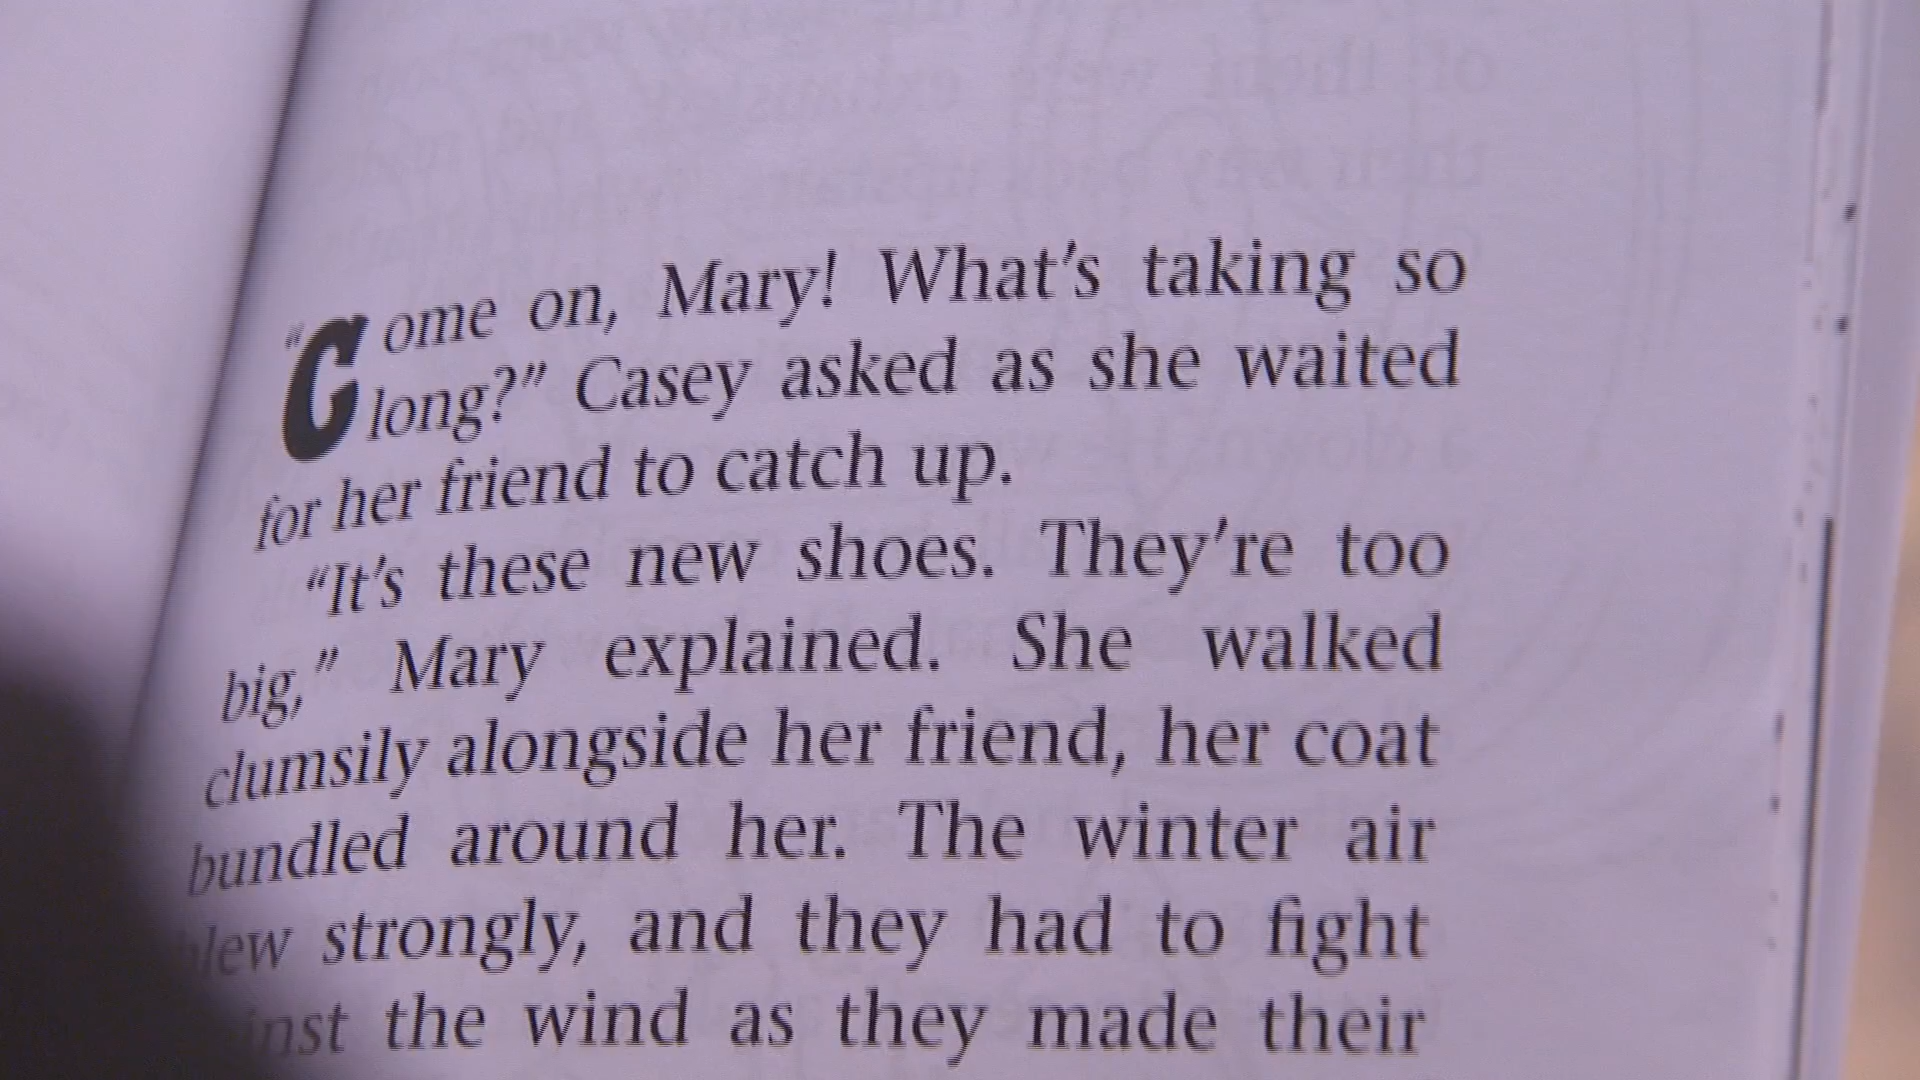 “Come on, Mary! What’s taking so
long?” Casey asked as she waited
for her friend to catch up.
“It’s these new shoes. They’re too
big,” Mary explained. She walked
clumsily alongside her friend, her coat
bundled around her. The winter air
blew strongly, and they had to fight
the wind as they made their